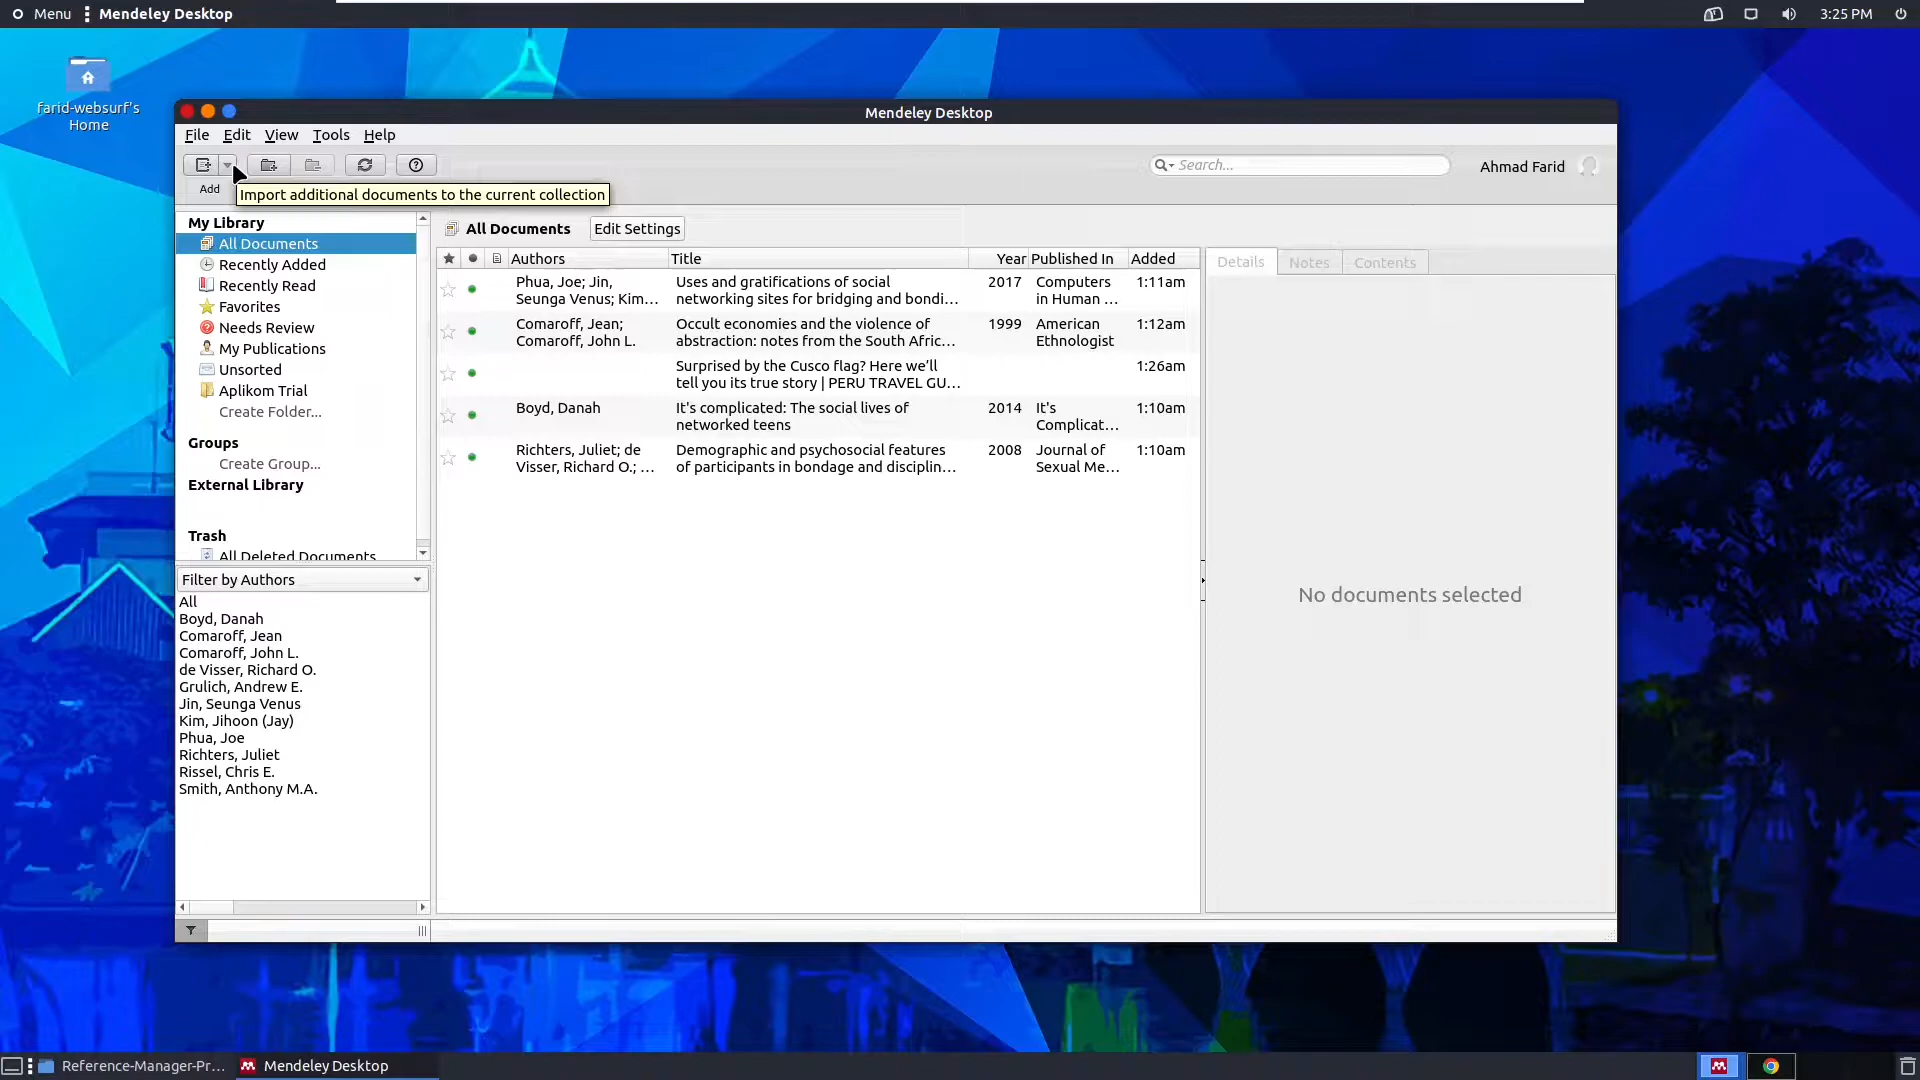 Menu Mendeley Desktop 3:25 PM
farid-websurf's
Home
Mendeley Desktop
File Edit View Tools Help
Search... Ahmad Farid
Add
Import additional documents to the current collection
My Library
All Documents
Recently Added
Recently Read
Favorites
Needs Review
My Publications
Unsorted
Aplikom Trial
Create Folder...
Groups
Create Group...
External Library
Trash
All Deleted Documents
Filter by Authors
All
Boyd, Danah
Comaroff, Jean
Comaroff, John L.
de Visser, Richard O.
Grulich, Andrew E.
Jin, Seunga Venus
Kim, Jihoon (Jay)
Phua, Joe
Richters, Juliet
Rissel, Chris E.
Smith, Anthony M.A.
All Documents Edit Settings
Authors Title Year Published In Added
Phua, Joe; Jin, Uses and gratifications of social 2017 Computers 1:11am
Seunga Venus; Kim... networking sites for bridging and bondi... in Human ...
Comaroff, Jean; Occult economies and the violence of 1999 American 1:12am
Comaroff, John L. abstraction: notes from the South Afric... Ethnologist
Surprised by the Cusco flag? Here we'll 1:26am
tell you its true story | PERU TRAVEL GU...
Boyd, Danah It's complicated: The social lives of 2014 It's 1:10am
networked teens Complicat...
Richters, Juliet; de Demographic and psychosocial features 2008 Journal of 1:10am
Visser, Richard O.; ... of participants in bondage and disciplin... Sexual Me...
Details Notes Contents
No documents selected
Reference-Manager-Pr... Mendeley Desktop